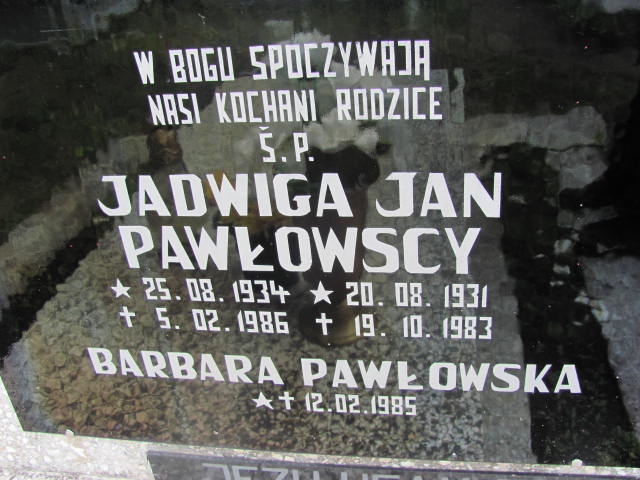 W BOGU SPOCZYWAJĄ
NASI KOCHANI RODZICE
Ś.P.
JADWIGA JAN
PAWŁOWSCY
★ 25.08.1934 ★ 20.08.1931
✝ 5.02.1986 ✝ 19.10.1983
BARBARA PAWŁOWSKA
★✝ 12.02.1985